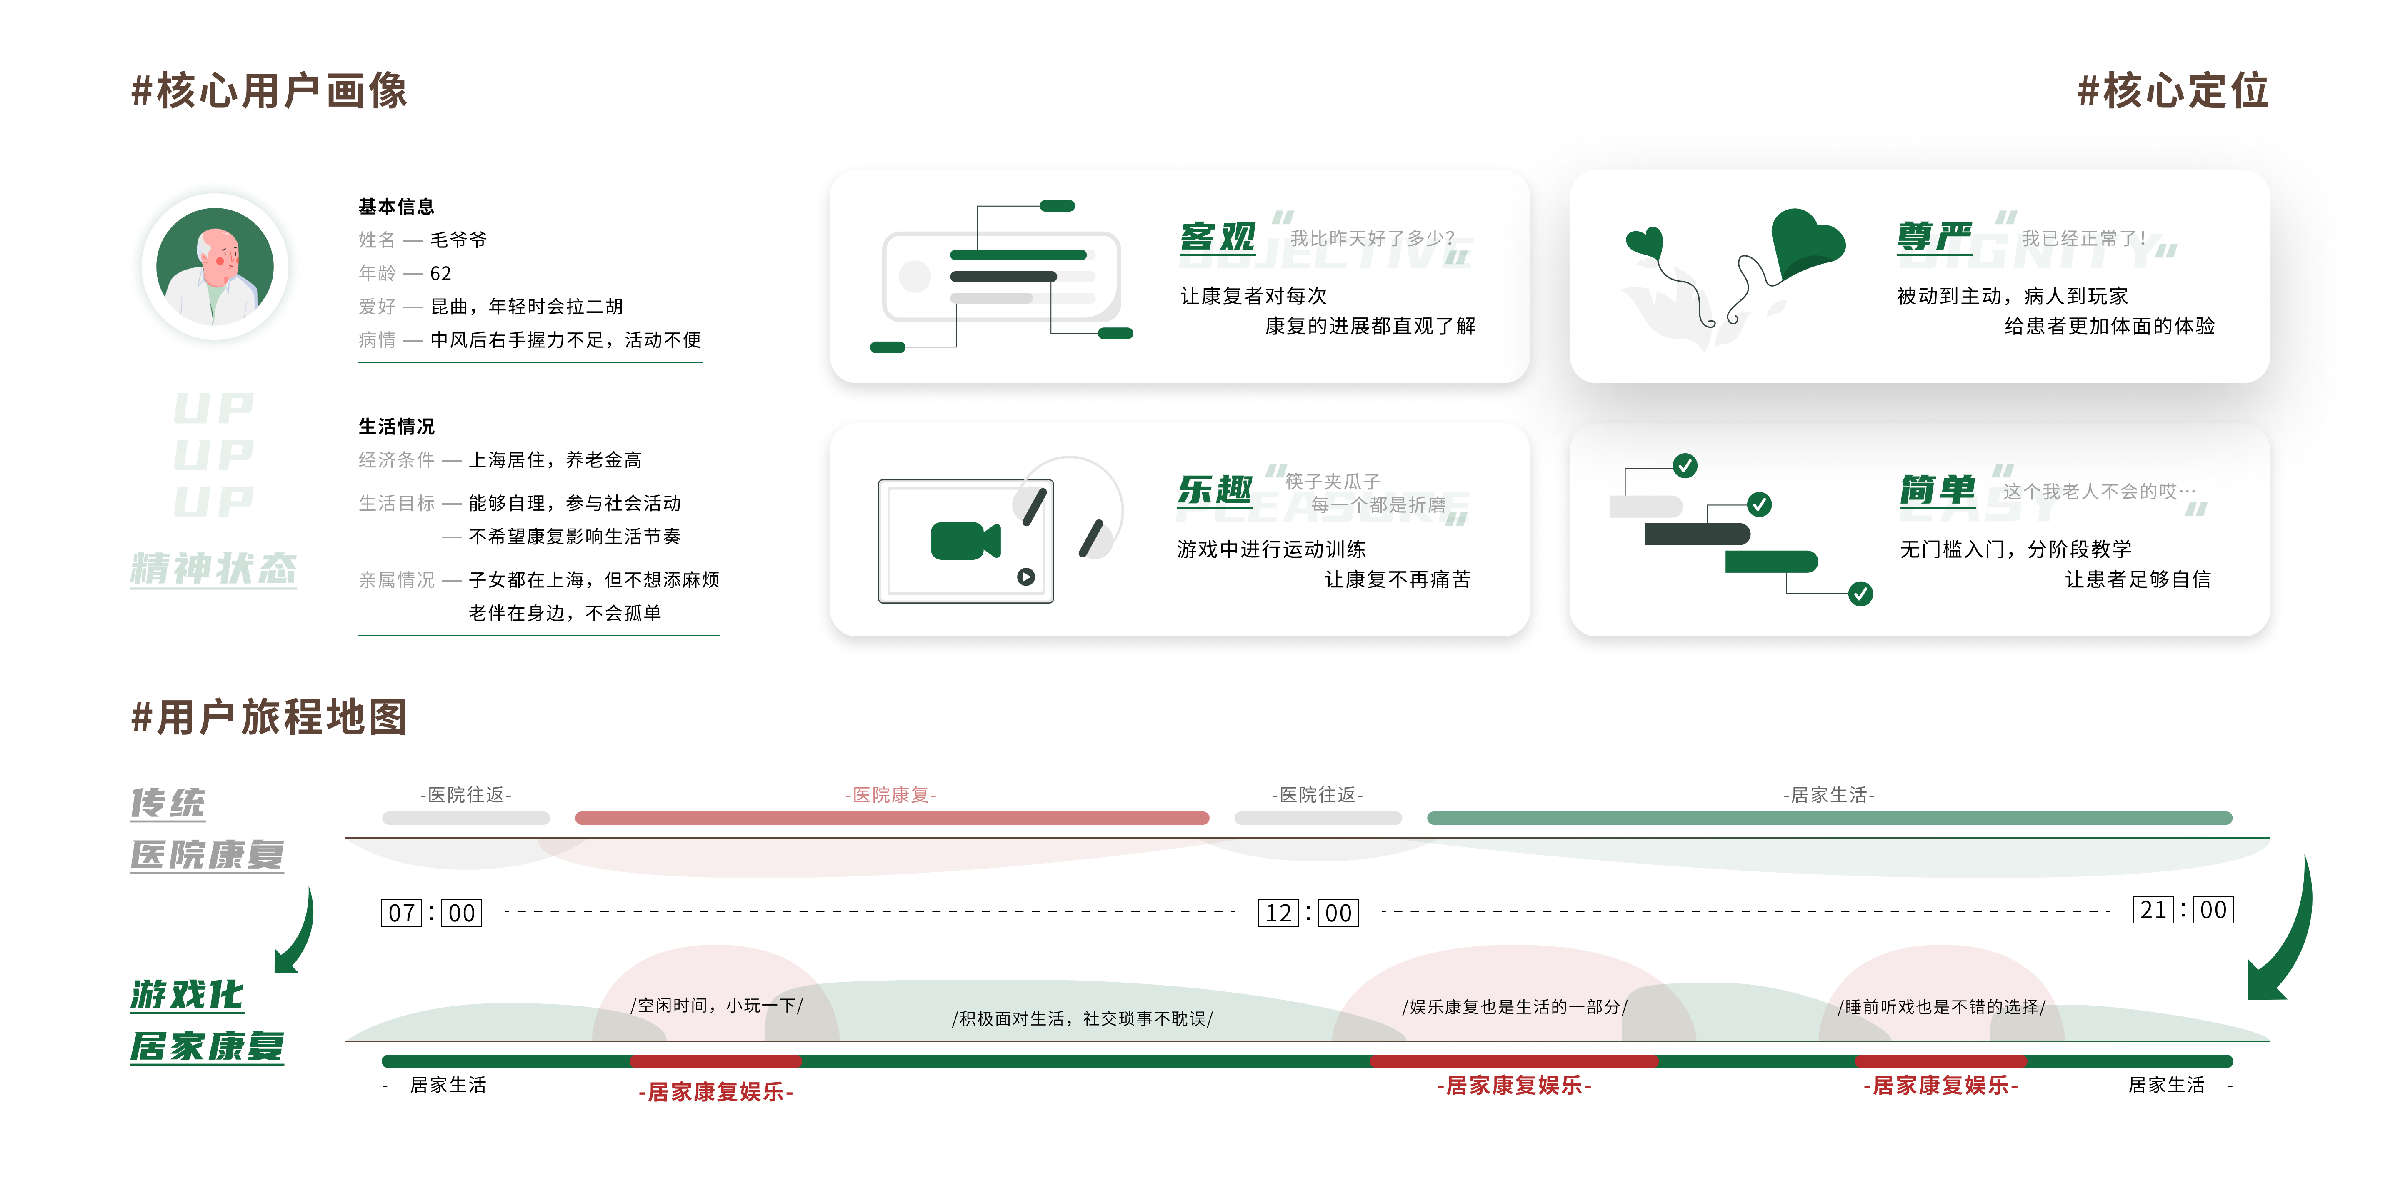 #核心用户画像
#核心定位
基本信息
姓名 — 毛爷爷
年龄 — 62
爱好 — 昆曲，年轻时会拉二胡
病情 — 中风后右手握力不足，活动不便
UP
UP
UP
精神状态
生活情况
经济条件 — 上海居住，养老金高
生活目标 — 能够自理，参与社会活动
— 不希望康复影响生活节奏
亲属情况 — 子女都在上海，但不想添麻烦
老伴在身边，不会孤单
客观
OBJECTIVE
“我比昨天好了多少？”
让康复者对每次
康复的进展都直观了解
尊严
DIGNITY
“我已经正常了！”
被动到主动，病人到玩家
给患者更加体面的体验
乐趣
PLEASURE
“筷子夹瓜子
每一个都是折磨”
游戏中进行运动训练
让康复不再痛苦
简单
EASY
“这个我老人不会的哎…”
无门槛入门，分阶段教学
让患者足够自信
#用户旅程地图
传统
医院康复
-医院往返-
-医院康复-
-医院往返-
-居家生活-
07:00
12:00
21:00
游戏化
居家康复
/空闲时间，小玩一下/
/积极面对生活，社交琐事不耽误/
/娱乐康复也是生活的一部分/
/睡前听戏也是不错的选择/
- 居家生活
-居家康复娱乐-
-居家康复娱乐-
-居家康复娱乐-
居家生活 -